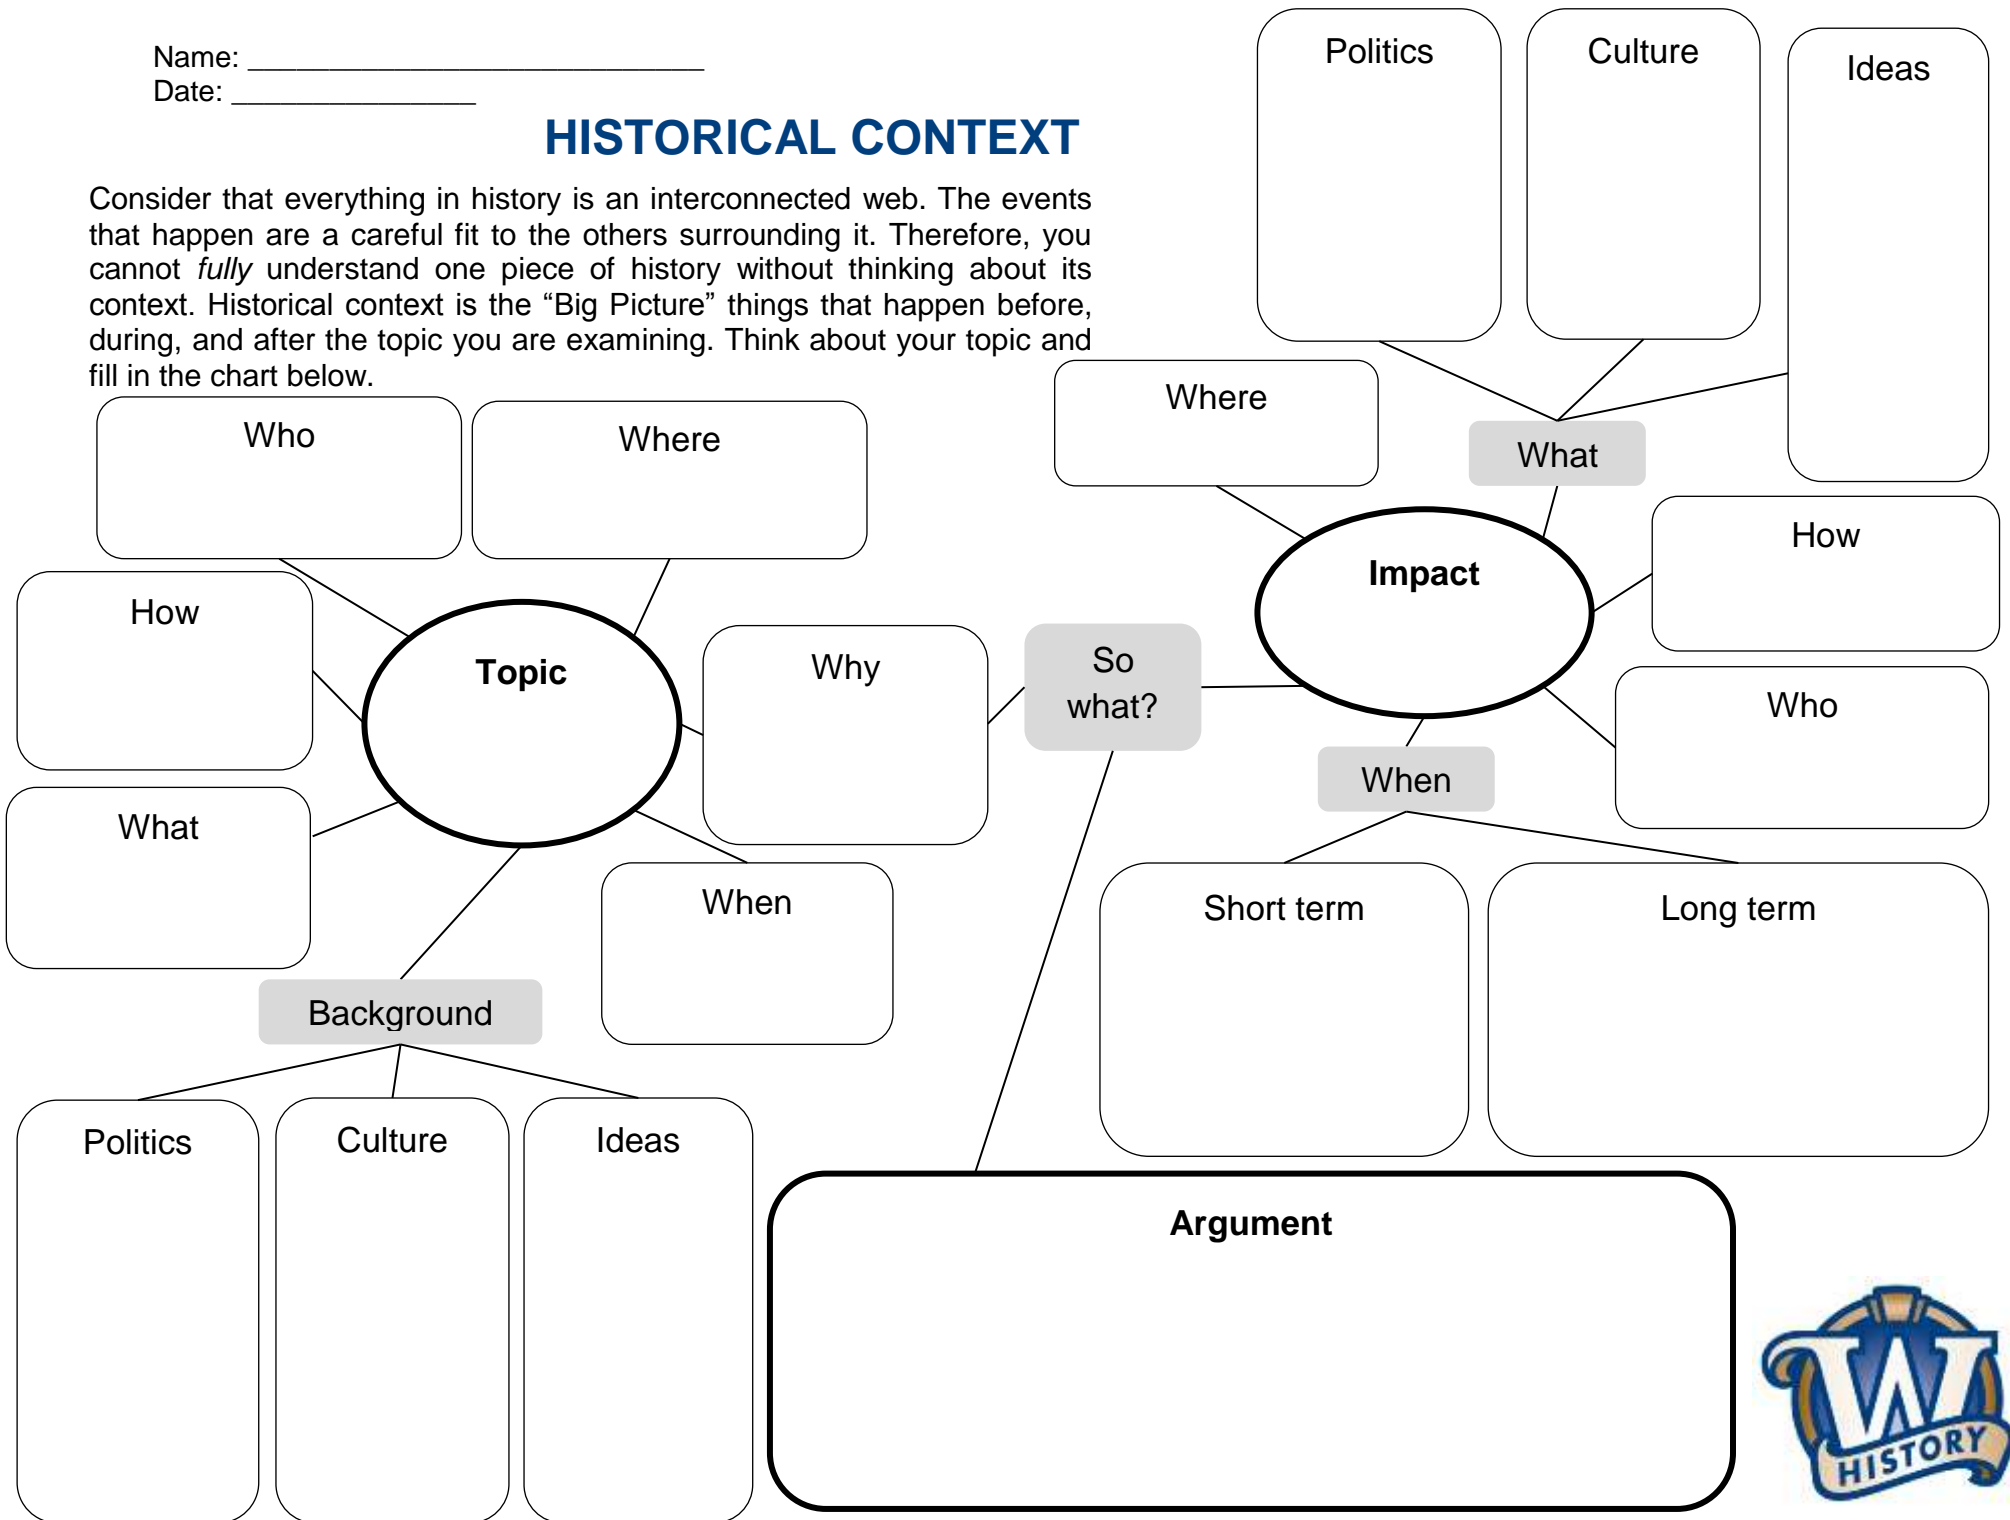 Name: ____________________________
Date: _______________
HISTORICAL CONTEXT
Consider that everything in history is an interconnected web. The events
that happen are a careful fit to the others surrounding it. Therefore, you
cannot fully understand one piece of history without thinking about its
context. Historical context is the “Big Picture” things that happen before,
during, and after the topic you are examining. Think about your topic and
fill in the chart below.
Who
Where
How
Topic
Why
What
When
Background
Politics
Culture
Ideas
So
what?
Politics
Culture
Ideas
Where
What
Impact
How
Who
When
Short term
Long term
Argument
W
HISTORY